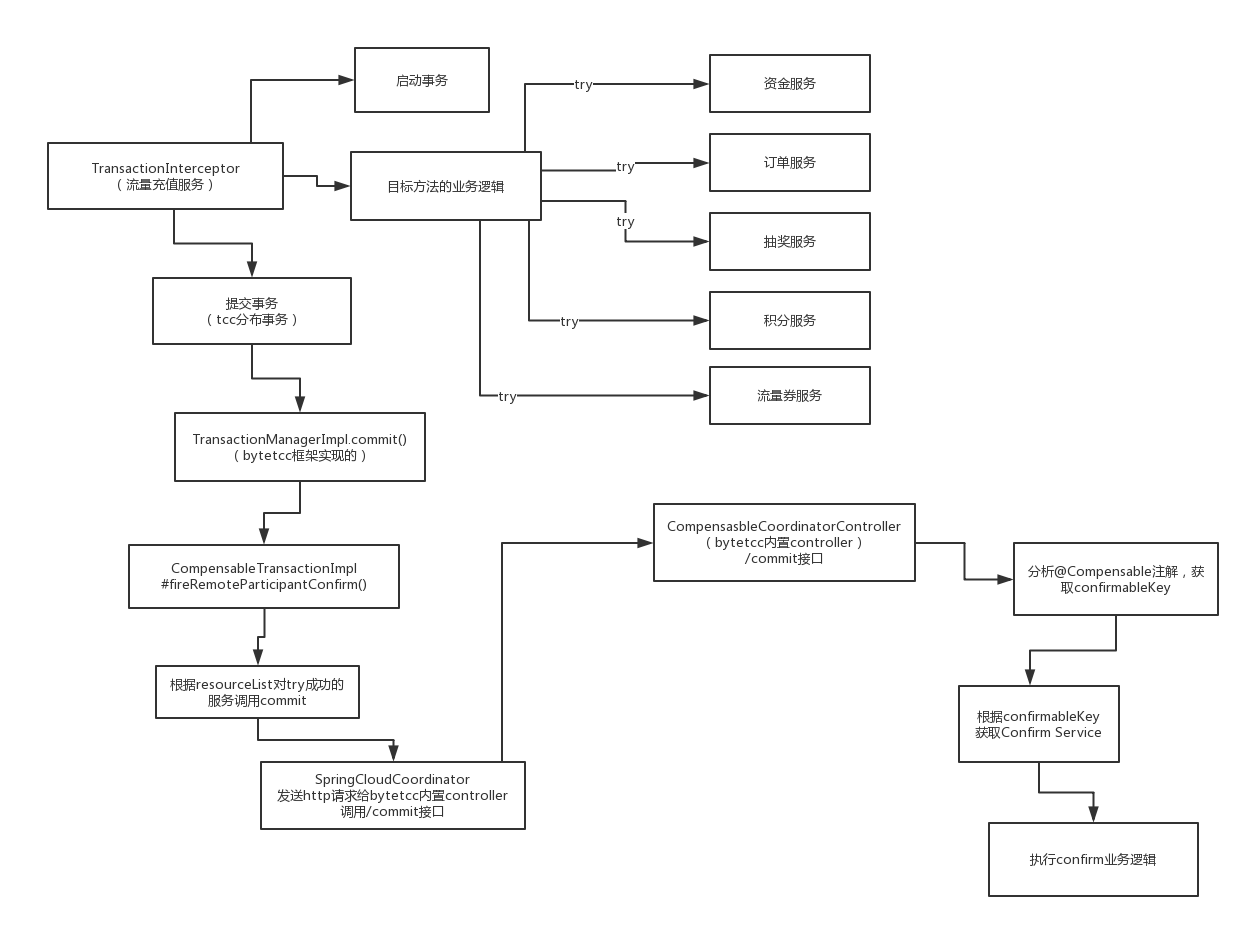 启动事务
TransactionInterceptor
（流量充值服务）
目标方法的业务逻辑
try
资金服务
try
订单服务
try
抽奖服务
try
积分服务
try
流量券服务
提交事务
（tcc分布事务）
TransactionManagerImpl.commit()
（bytetcc框架实现的）
CompensableTransactionImpl
#fireRemoteParticipantConfirm()
根据resourceList对try成功的
服务调用commit
SpringCloudCoordinator
发送http请求给bytetcc内置controller
调用/commit接口
CompensasbleCoordinatorController
（bytetcc内置controller）
/commit接口
分析@Compensable注解，获
取confirmableKey
根据confirmableKey
获取Confirm Service
执行confirm业务逻辑